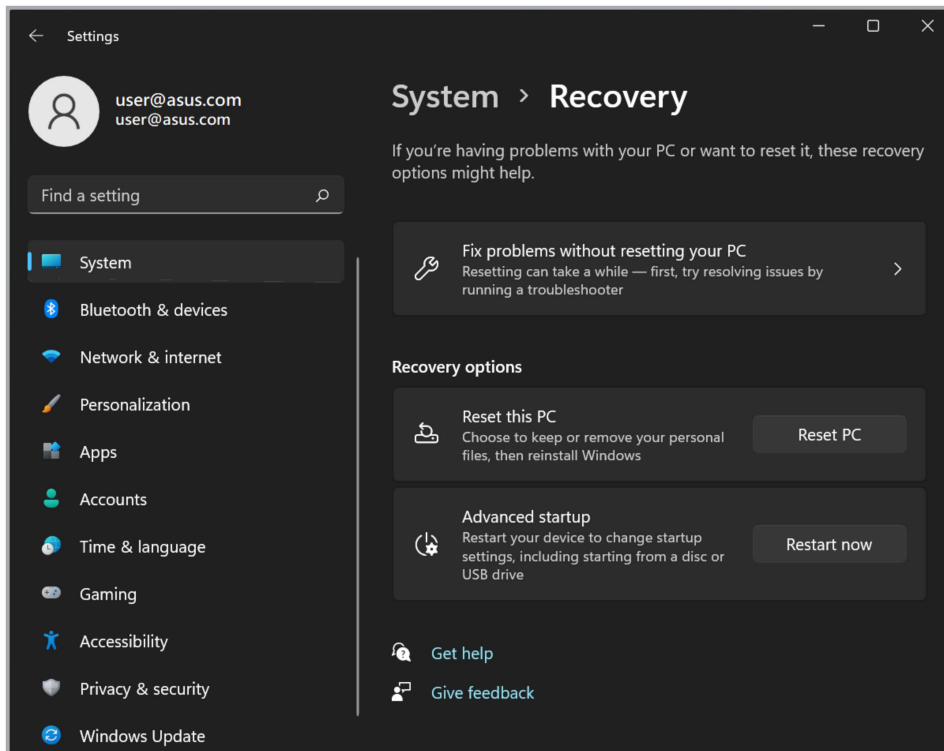 Settings
user@asus.com
user@asus.com
Find a setting
System
Bluetooth & devices
Network & internet
Personalization
Apps
Accounts
Time & language
Gaming
Accessibility
Privacy & security
Windows Update
System > Recovery
If you're having problems with your PC or want to reset it, these recovery
options might help.
Fix problems without resetting your PC
Resetting can take a while — first, try resolving issues by
running a troubleshooter
Recovery options
Reset this PC
Choose to keep or remove your personal
files, then reinstall Windows
Reset PC
Advanced startup
Restart your device to change startup
settings, including starting from a disc or
USB drive
Restart now
Get help
Give feedback